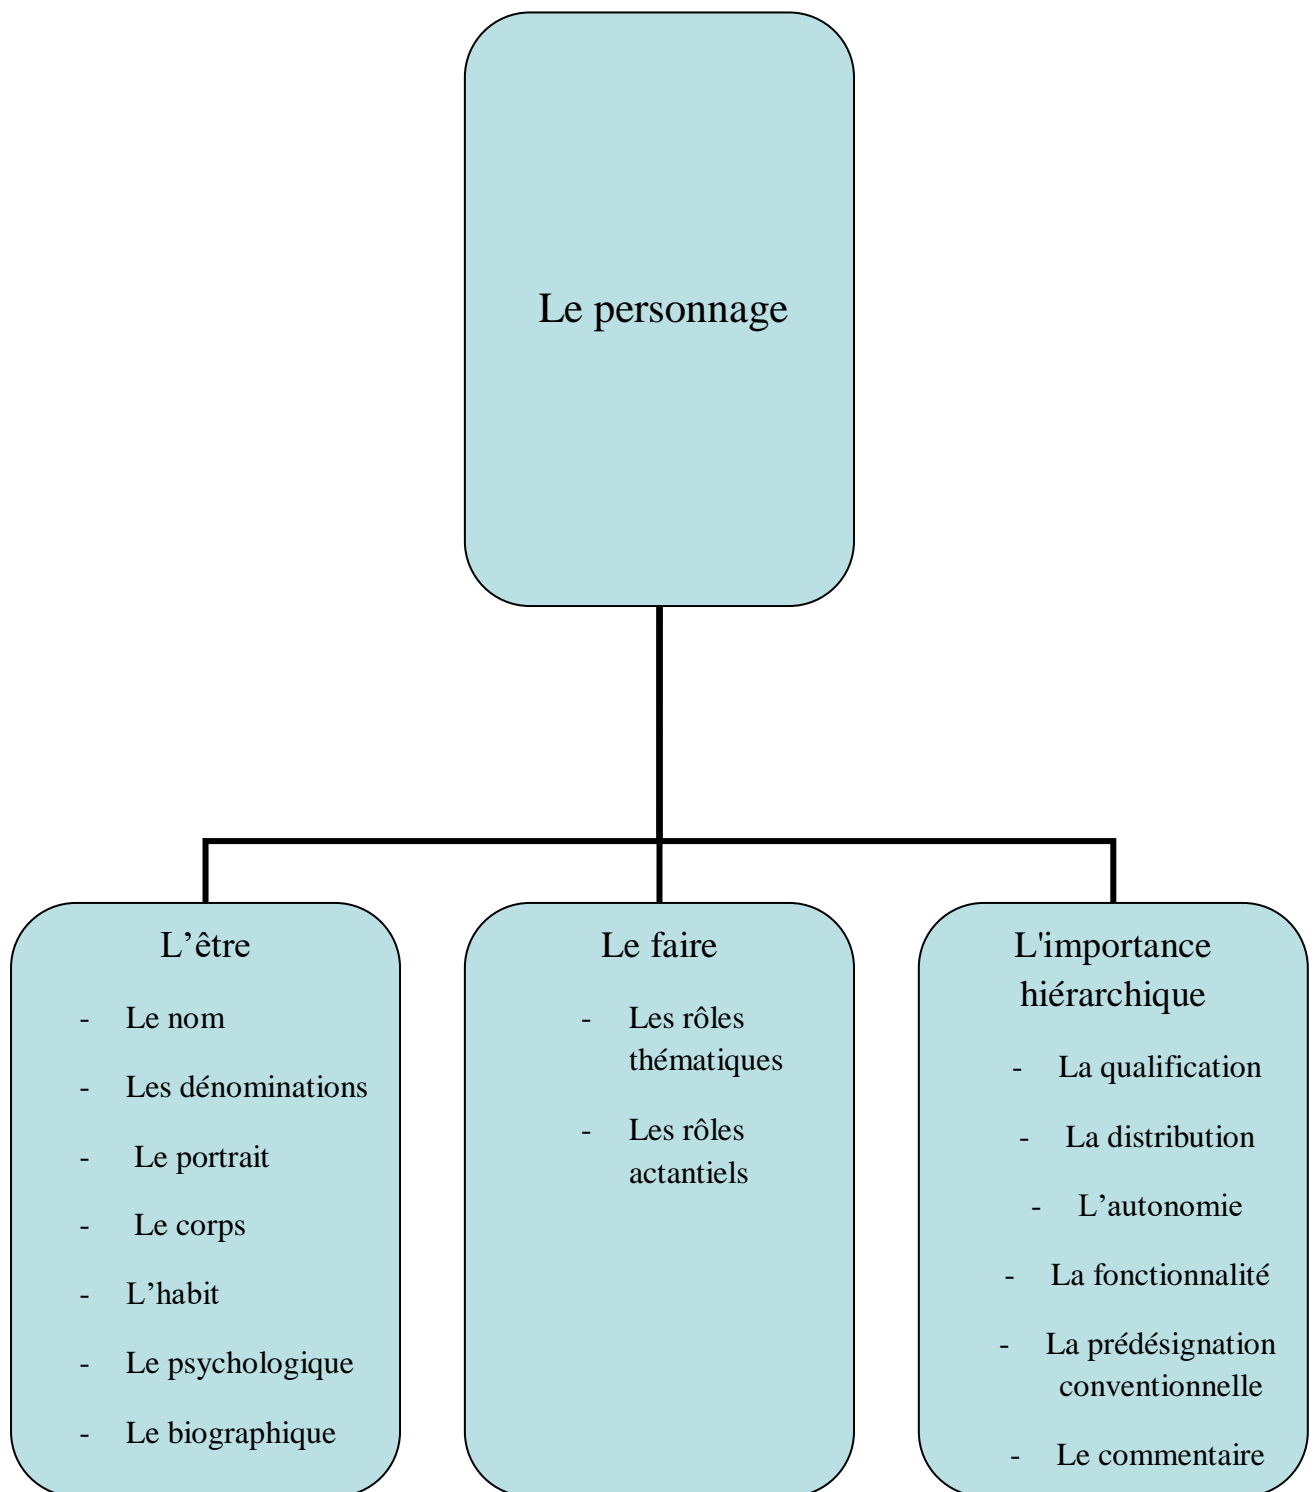 Le personnage
L’être
- Le nom
- Les dénominations
- Le portrait
- Le corps
- L’habit
- Le psychologique
- Le biographique
Le faire
- Les rôles
thématiques
- Les rôles
actantiels
L'importance
hiérarchique
- La qualification
- La distribution
- L’autonomie
- La fonctionnalité
- La prédésignation
conventionnelle
- Le commentaire